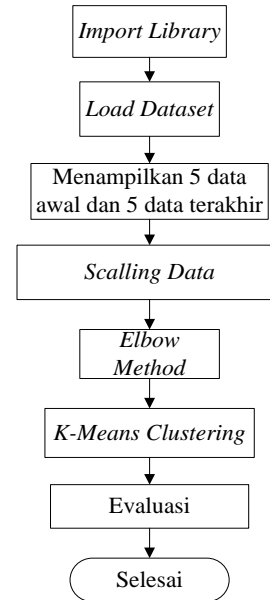 Import Library
Load Dataset
Menampilkan 5 data
awal dan 5 data terakhir
Scalling Data
Elbow
Method
K-Means Clustering
Evaluasi
Selesai